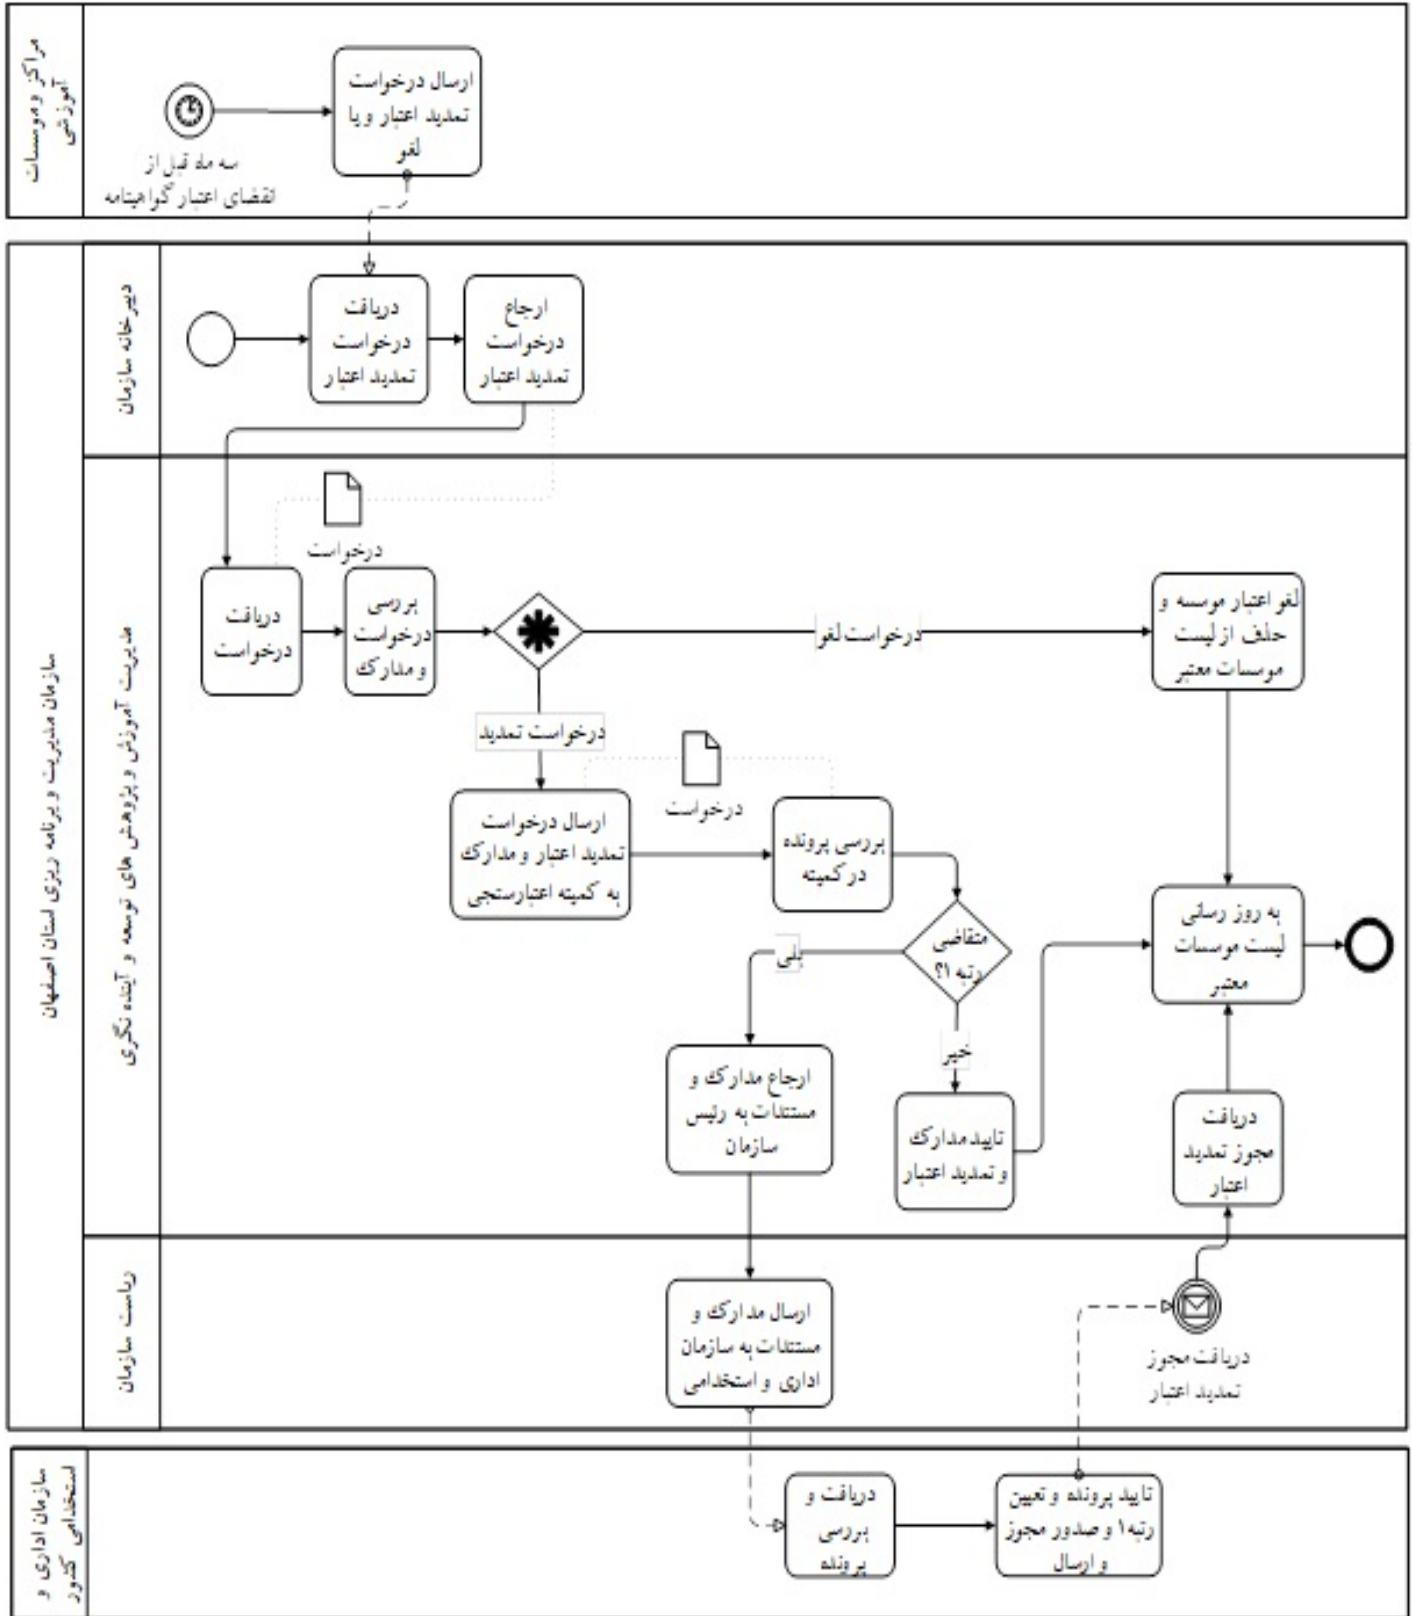 مراکز وموسسات
آموزشی
ارسال درخواست
تمدید اعتبار و یا
لغو
سه ماه قبل از
انقضای اعتبار گواهینامه
سازمان مدیریت و برنامه ریزی استان اصفهان
دبیرخانه سازمان
دریافت
درخواست
تمدید اعتبار
ارجاع
درخواست
تمدید اعتبار
مدیریت آموزش و پژوهش های توسعه و آینده نگری
درخواست
دریافت
درخواست
بررسی
درخواست
و مدارک
درخواست لغو
لغو اعتبار موسسه و
حذف از لیست
موسسات معتبر
درخواست تمدید
درخواست
ارسال درخواست
تمدید اعتبار و مدارک
به کمیته اعتبارسنجی
بررسی پرونده
در کمیته
متقاضی
رتبه ۱؟
بلی
خیر
به روز رسانی
لیست موسسات
معتبر
ارجاع مدارک و
مستندات به رئیس
سازمان
تایید مدارک
و تمدید اعتبار
دریافت
مجوز تمدید
اعتبار
ریاست سازمان
ارسال مدارک و
مستندات به سازمان
اداری و استخدامی
دریافت مجوز
تمدید اعتبار
سازمان اداری و
استخدامی کشور
دریافت و
بررسی
پرونده
تایید پرونده و تعیین
رتبه۱ و صدور مجوز
و ارسال